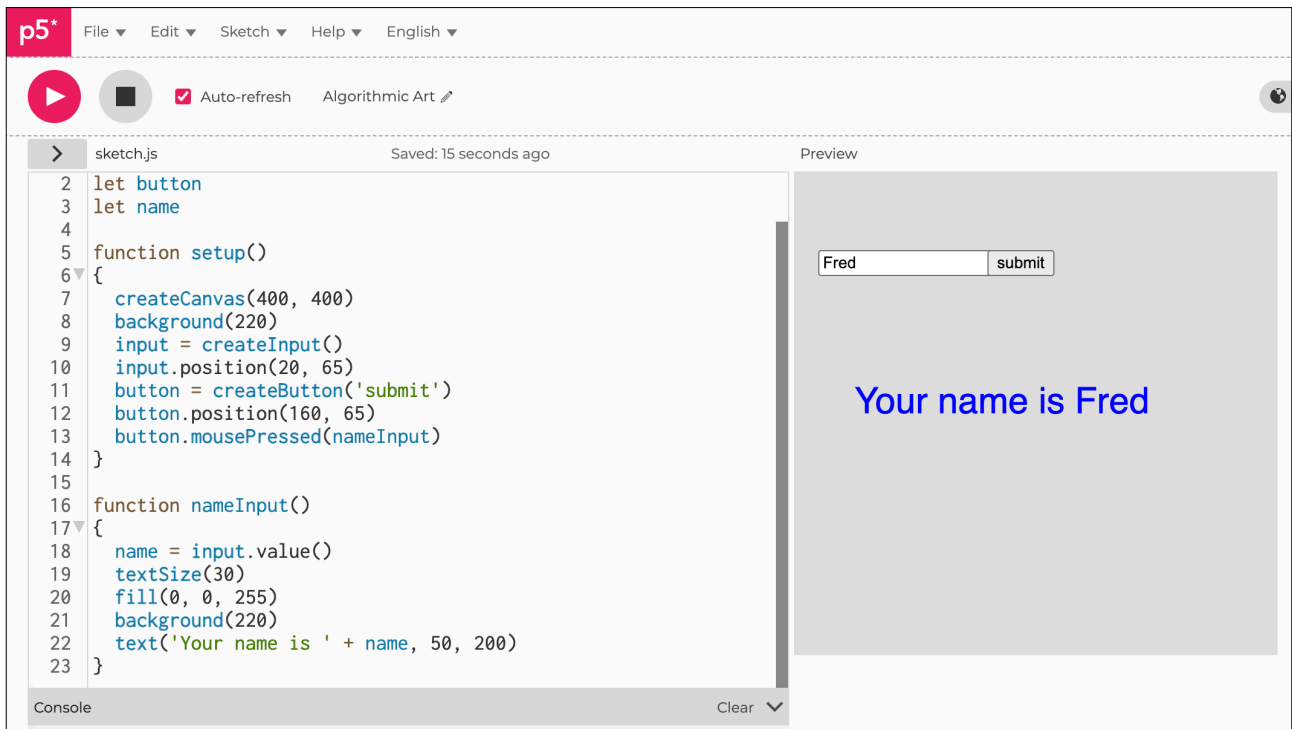 p5* File Edit Sketch Help English
Auto-refresh Algorithmic Art
sketch.js Saved: 15 seconds ago Preview
2 let button
3 let name
4
5 function setup()
6 {
7   createCanvas(400, 400)
8   background(220)
9   input = createInput()
10   input.position(20, 65)
11   button = createButton('submit')
12   button.position(160, 65)
13   button.mousePressed(nameInput)
14 }
15
16 function nameInput()
17 {
18   name = input.value()
19   textSize(30)
20   fill(0, 0, 255)
21   background(220)
22   text('Your name is ' + name, 50, 200)
23 }
Console Clear
Fred submit
Your name is Fred